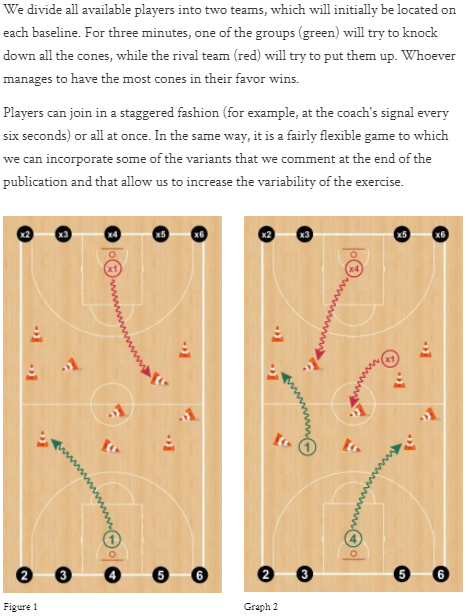 We divide all available players into two teams, which will initially be located on
each baseline. For three minutes, one of the groups (green) will try to knock
down all the cones, while the rival team (red) will try to put them up. Whoever
manages to have the most cones in their favor wins.
Players can join in a staggered fashion (for example, at the coach's signal every
six seconds) or all at once. In the same way, it is a fairly flexible game to which
we can incorporate some of the variants that we comment at the end of the
publication and that allow us to increase the variability of the exercise.
x2 x3 x4 x5 x6
x1
1
2 3 4 5 6
Figure 1
x2 x3 x5 x6
x4
x1
1
4
2 3 5 6
Graph 2